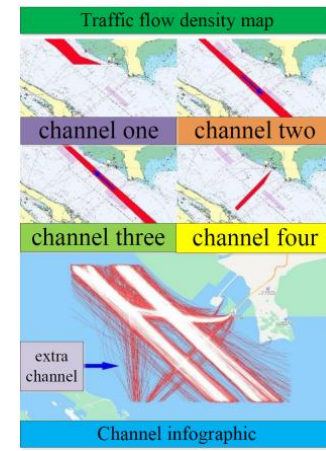 Traffic flow density map
channel one
channel two
channel three
channel four
extra
channel
Channel infographic